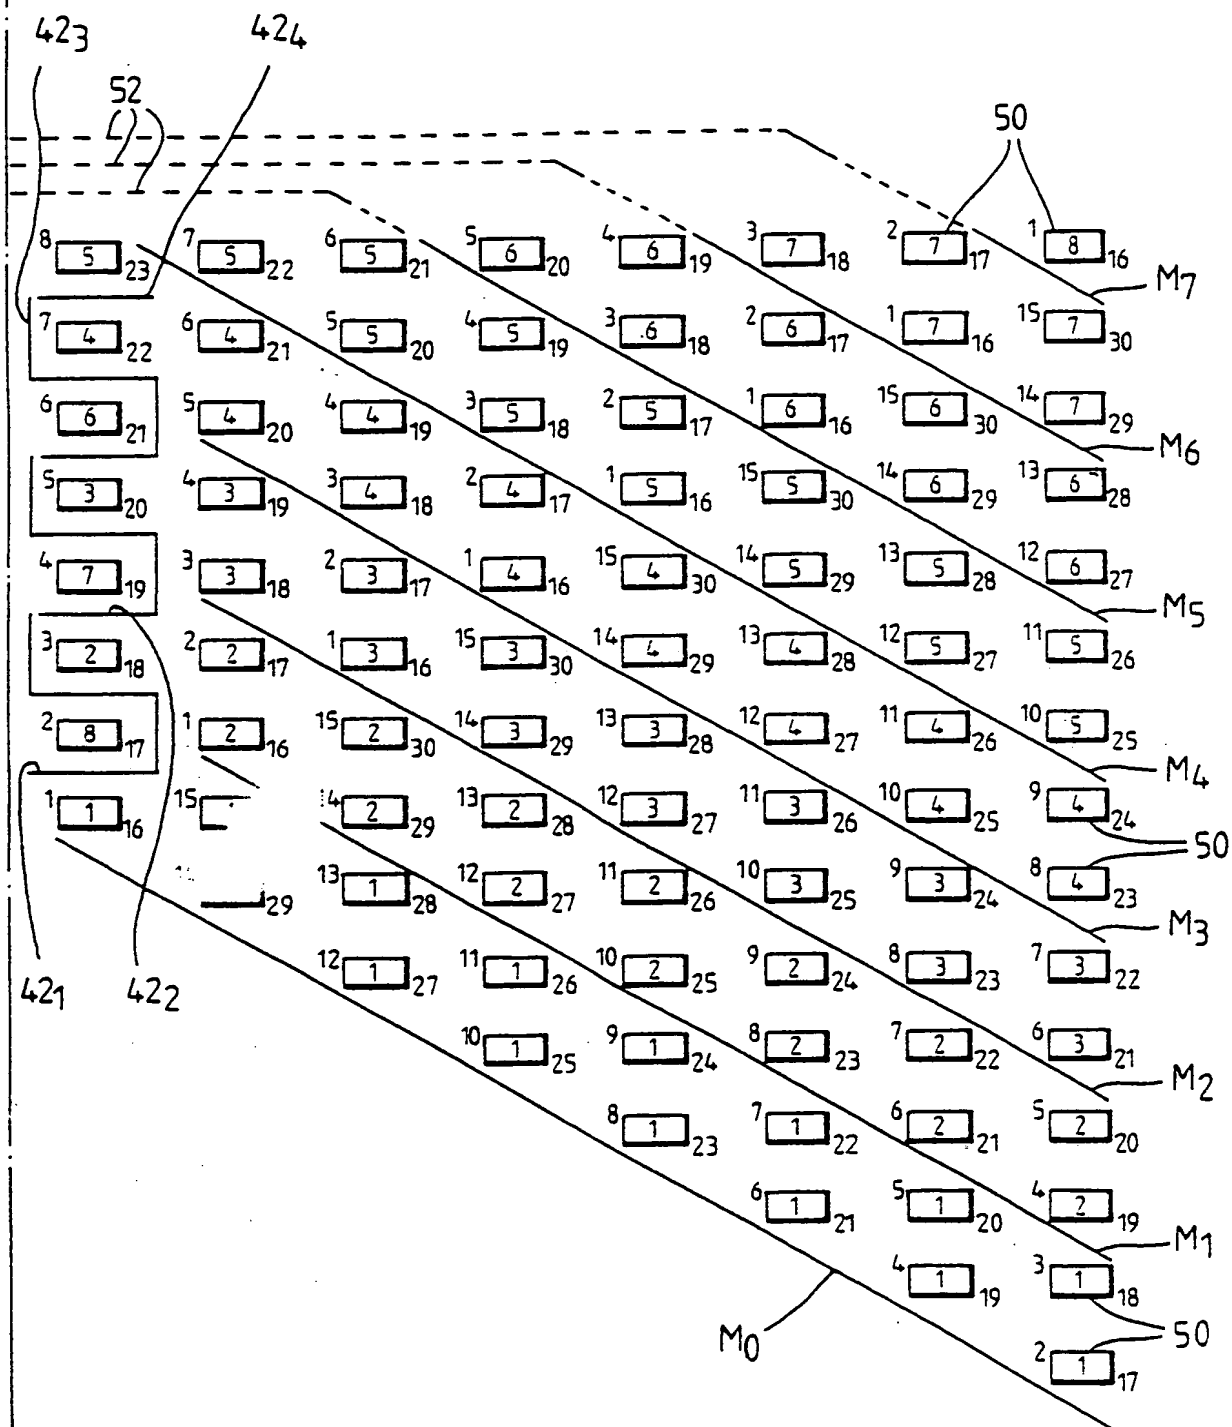 42₃ 42₄
52
50
8 5 23 7 5 22 6 5 21 5 6 20 4 6 19 3 7 18 2 7 17 1 8 16
M7
7 4 22 6 4 21 5 5 20 4 5 19 3 6 18 2 6 17 1 7 16 15 7 30
6 6 21 5 4 20 4 4 19 3 5 18 2 5 17 1 6 16 15 6 30 14 7 29
M6
5 3 20 4 3 19 3 4 18 2 4 17 1 5 16 15 5 30 14 6 29 13 6 28
4 7 19 3 3 18 2 3 17 1 4 16 15 4 30 14 5 29 13 5 28 12 6 27
M5
3 2 18 2 2 17 1 3 16 15 3 30 14 4 29 13 4 28 12 5 27 11 5 26
2 8 17 1 2 16 15 2 30 14 3 29 13 3 28 12 4 27 11 4 26 10 5 25
M4
1 1 16 15 14 2 29 13 2 28 12 3 27 11 3 26 10 4 25 9 4 24
50
29 13 1 28 12 2 27 11 2 26 10 3 25 9 3 24 8 4 23
M3
42₁ 42₂
12 1 27 11 1 26 10 2 25 9 2 24 8 3 23 7 3 22
10 1 25 9 1 24 8 2 23 7 2 22 6 3 21
M2
8 1 23 7 1 22 6 2 21 5 2 20
6 1 21 5 1 20 4 2 19
M1
4 1 19 3 1 18
M0
50
2 1 17